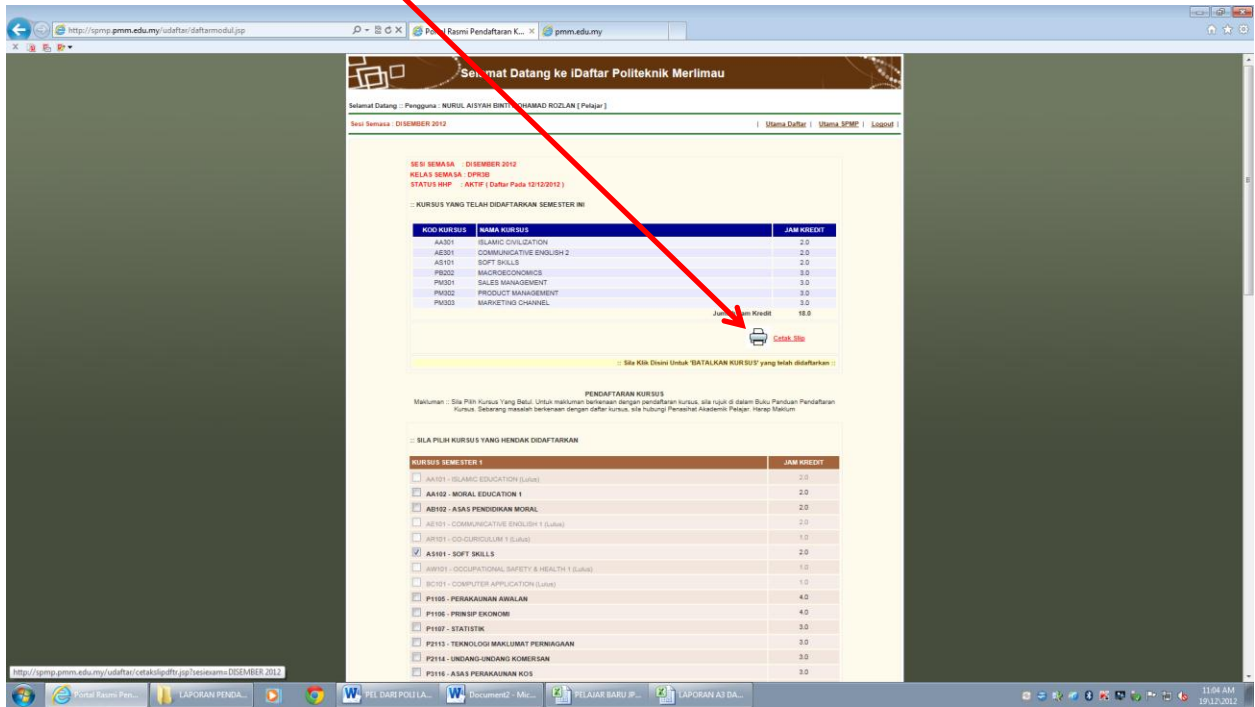 http://spmp.pmm.edu.my/udaftar/daftarmodul.jsp
Portal Rasmi Pendaftaran K...
pmm.edu.my
Selamat Datang ke iDaftar Politeknik Merlimau
Selamat Datang :: Pengguna : NURUL AISYAH BINTI MOHAMAD ROZLAN [ Pelajar ]
Sesi Semasa : DISEMBER 2012 | Utama Daftar | Utama SPMP | Logout |
SESI SEMASA : DISEMBER 2012
KELAS SEMASA : DPR3B
STATUS HHP : AKTIF ( Daftar Pada 12/12/2012 )
:: KURSUS YANG TELAH DIDAFTARKAN SEMESTER INI
KOD KURSUS NAMA KURSUS JAM KREDIT
AA301 ISLAMIC CIVILIZATION 2.0
AE301 COMMUNICATIVE ENGLISH 2 2.0
AS101 SOFT SKILLS 2.0
PB202 MACROECONOMICS 3.0
PM301 SALES MANAGEMENT 3.0
PM302 PRODUCT MANAGEMENT 3.0
PM303 MARKETING CHANNEL 3.0
Jumlah Jam Kredit 18.0
Cetak Slip
:: Sila Klik Disini Untuk 'BATALKAN KURSUS' yang telah didaftarkan ::
PENDAFTARAN KURSUS
Makluman :: Sila Pilih Kursus Yang Betul. Untuk makluman berkenaan dengan pendaftaran kursus, sila rujuk di dalam Buku Panduan Pendaftaran
Kursus. Sebarang masalah berkenaan dengan daftar kursus, sila hubungi Penasihat Akademik Pelajar. Harap Maklum
:: SILA PILIH KURSUS YANG HENDAK DIDAFTARKAN
KURSUS SEMESTER 1 JAM KREDIT
AA101 - ISLAMIC EDUCATION (Lulus) 2.0
AA102 - MORAL EDUCATION 1 2.0
AB102 - ASAS PENDIDIKAN MORAL 2.0
AE101 - COMMUNICATIVE ENGLISH 1 (Lulus) 2.0
AR101 - CO-CURICULUM 1 (Lulus) 1.0
AS101 - SOFT SKILLS 2.0
AW101 - OCCUPATIONAL SAFETY & HEALTH 1 (Lulus) 1.0
BC101 - COMPUTER APPLICATION (Lulus) 1.0
P1105 - PERAKAUNAN AWALAN 4.0
P1106 - PRINSIP EKONOMI 4.0
P1107 - STATISTIK 3.0
P2113 - TEKNOLOGI MAKLUMAT PERNIAGAAN 3.0
P2114 - UNDANG-UNDANG KOMERSAN 3.0
P3116 - ASAS PERAKAUNAN KOS 3.0
http://spmp.pmm.edu.my/udaftar/cetakslipdftr.jsp?sesiexam=DISEMBER 2012
Portal Rasmi Pen...
LAPORAN PENDA...
PEL DARI POLI LA...
Document2 - Mic...
PELAJAR BARU JP...
LAPORAN A3 DA...
11:04 AM
19\12\2012